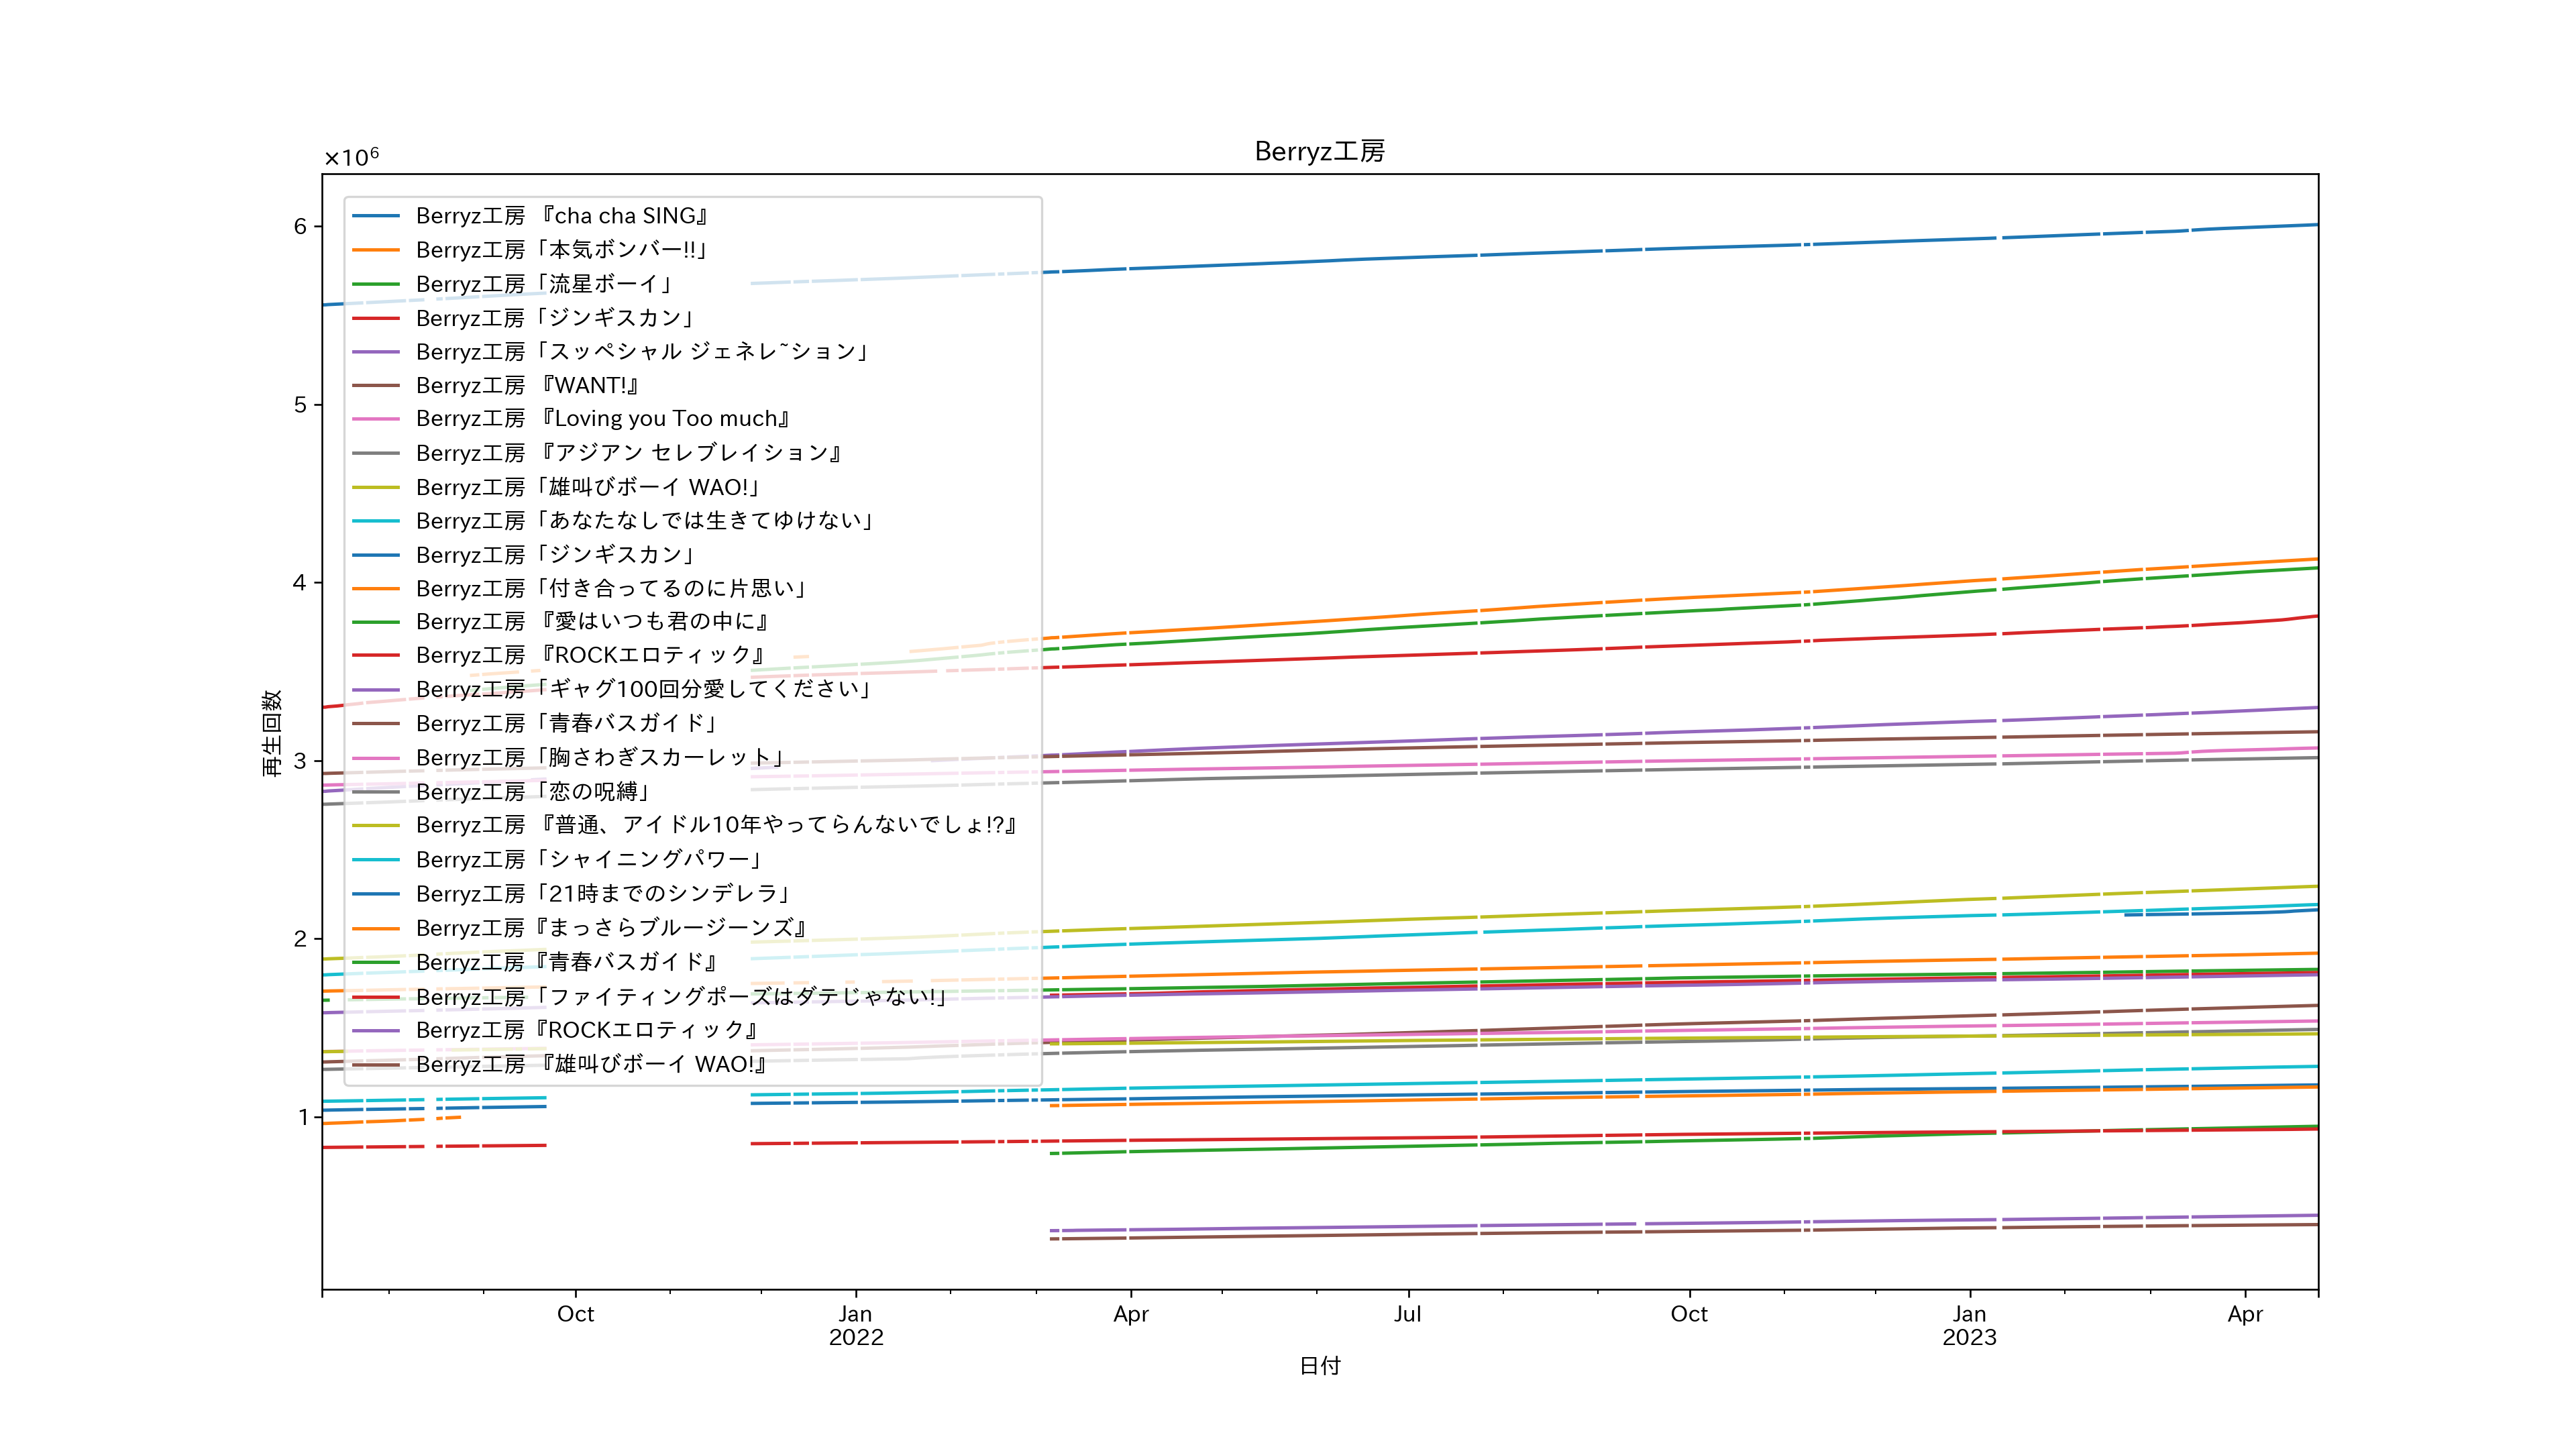 Berryz工房
×10⁶
Berryz工房 『cha cha SING』
Berryz工房「本気ボンバー!!」
Berryz工房「流星ボーイ」
Berryz工房「ジンギスカン」
Berryz工房「スッペシャル ジェネレ~ション」
Berryz工房 『WANT!』
Berryz工房 『Loving you Too much』
Berryz工房 『アジアン セレブレイション』
Berryz工房「雄叫びボーイ WAO!」
Berryz工房「あなたなしでは生きてゆけない」
Berryz工房「ジンギスカン」
Berryz工房「付き合ってるのに片思い」
Berryz工房 『愛はいつも君の中に』
Berryz工房 『ROCKエロティック』
Berryz工房「ギャグ100回分愛してください」
Berryz工房「青春バスガイド」
Berryz工房「胸さわぎスカーレット」
Berryz工房「恋の呪縛」
Berryz工房 『普通、アイドル10年やってらんないでしょ!?』
Berryz工房「シャイニングパワー」
Berryz工房「21時までのシンデレラ」
Berryz工房『まっさらブルージーンズ』
Berryz工房『青春バスガイド』
Berryz工房「ファイティングポーズはダテじゃない!」
Berryz工房『ROCKエロティック』
Berryz工房 『雄叫びボーイ WAO!』
6
5
4
3
2
1
再生回数
Oct Jan Apr Jul Oct Jan Apr
2022 2023
日付